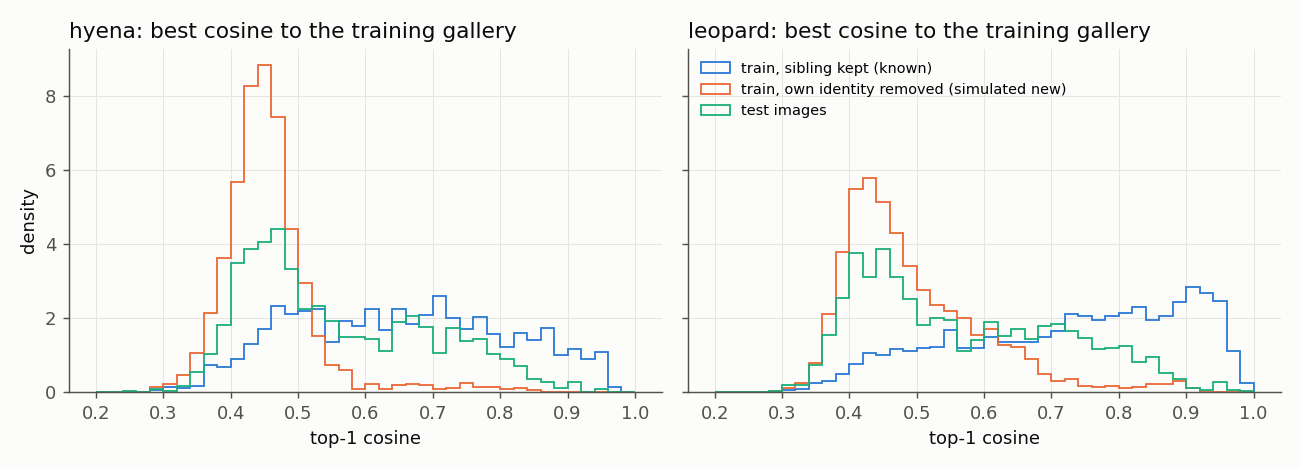 hyena: best cosine to the training gallery
density
8
6
4
2
0
0.2 0.3 0.4 0.5 0.6 0.7 0.8 0.9 1.0
top-1 cosine
leopard: best cosine to the training gallery
train, sibling kept (known)
train, own identity removed (simulated new)
test images
0.2 0.3 0.4 0.5 0.6 0.7 0.8 0.9 1.0
top-1 cosine